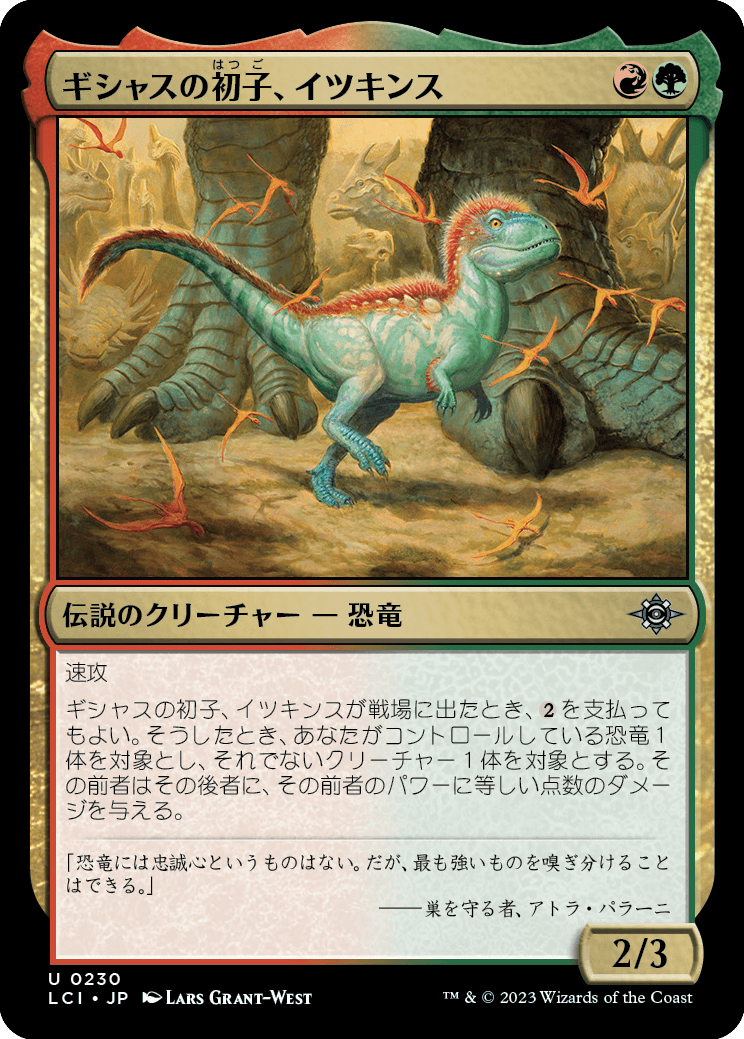 はつご
ギシャスの初子、イツキンス
伝説のクリーチャー — 恐竜
速攻
ギシャスの初子、イツキンスが戦場に出たとき、2を支払って
もよい。そうしたとき、あなたがコントロールしている恐竜1
体を対象とし、それでないクリーチャー1体を対象とする。そ
の前者はその後者に、その前者のパワーに等しい点数のダメー
ジを与える。
「恐竜には忠誠心というものはない。だが、最も強いものを嗅ぎ分けること
はできる。」
——巣を守る者、アトラ・パラーニ
2/3
U 0230
LCI • JP Lars Grant-West
™ & © 2023 Wizards of the Coast